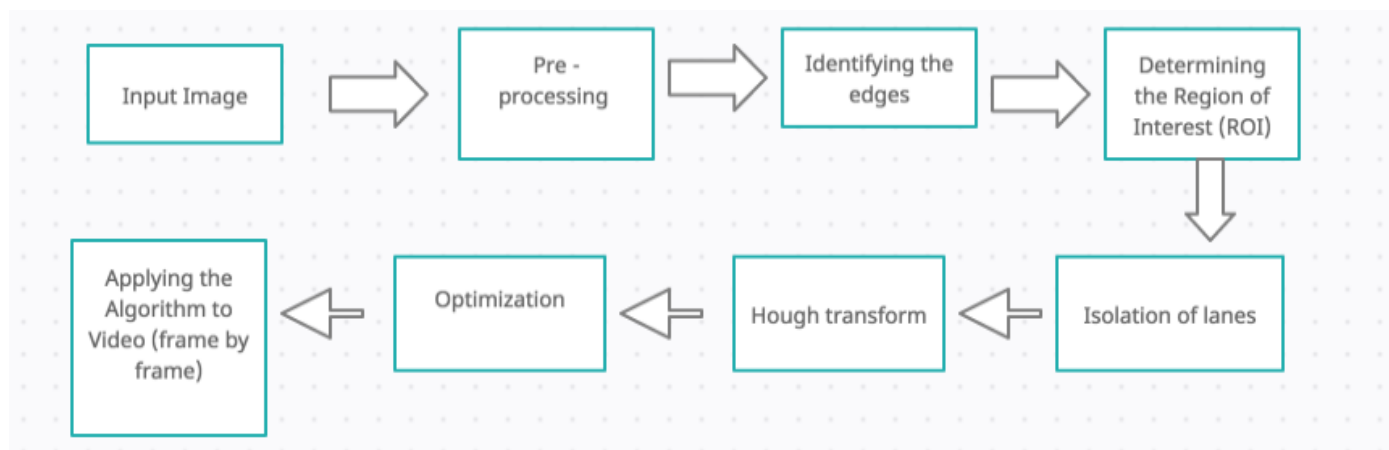 Input Image
Pre -
processing
Identifying the
edges
Determining
the Region of
Interest (ROI)
Isolation of lanes
Hough transform
Optimization
Applying the
Algorithm to
Video (frame by
frame)